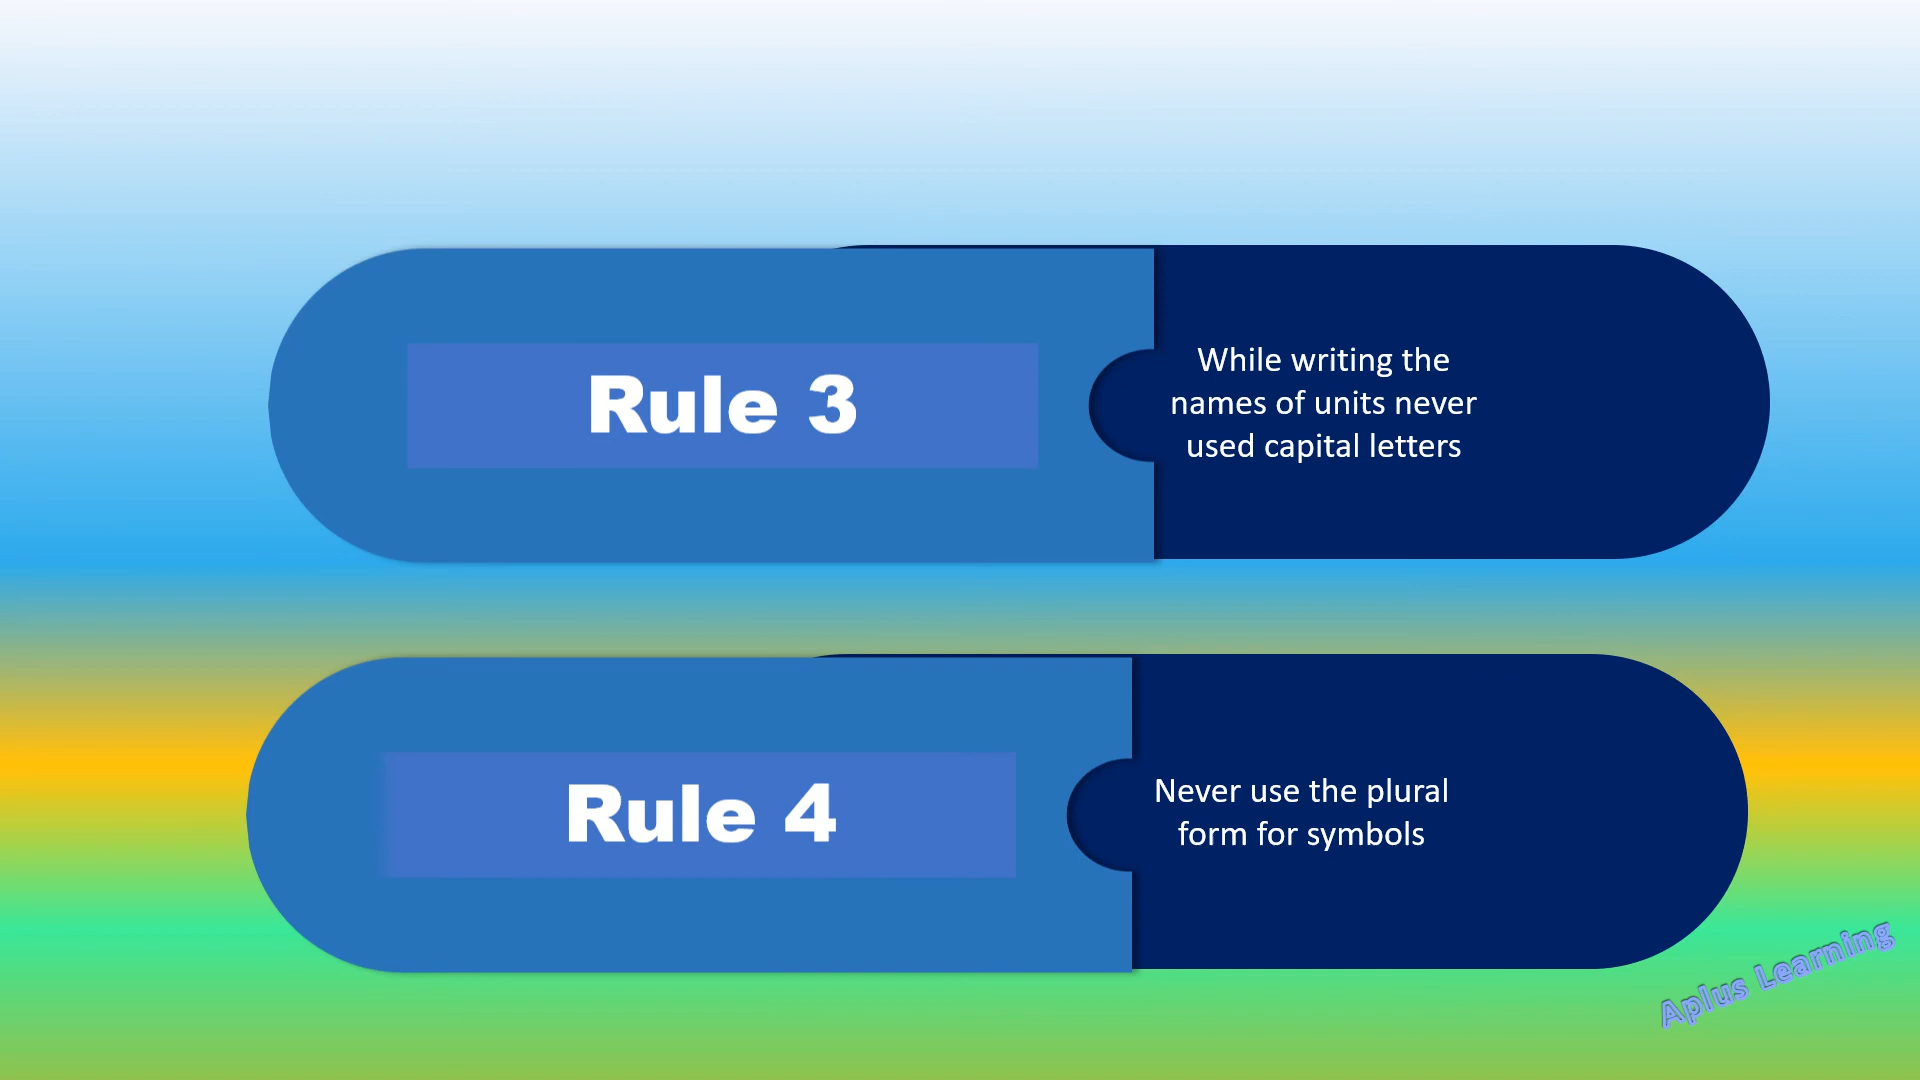 Rule 3
While writing the
names of units never
used capital letters
Rule 4
Never use the plural
form for symbols
Aplus Learning